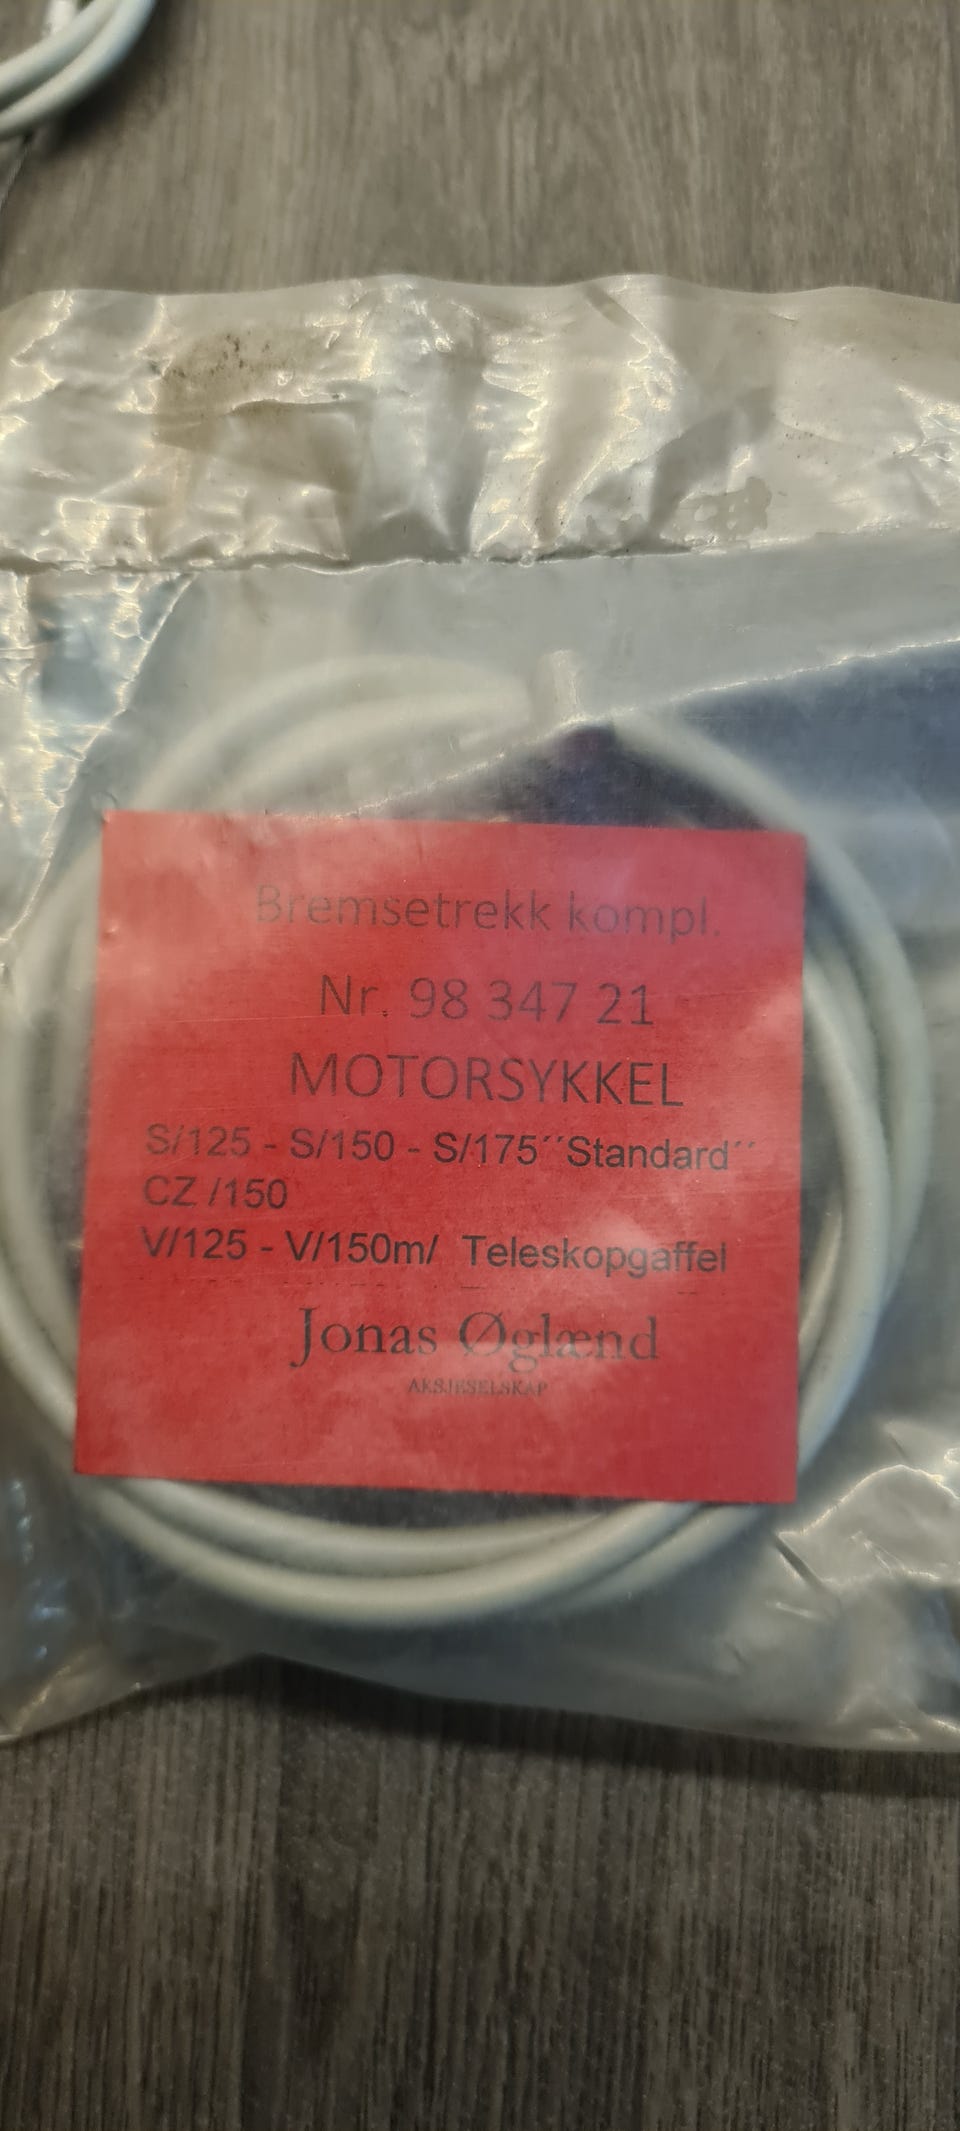 Bremsetrekk kompl.
Nr. 98 347 21
MOTORSYKKEL
S/125 - S/150 - S/175´´Standard´´
CZ /150
V/125 - V/150m/ Teleskopgaffel
Jonas Øglænd
AKSJESELSKAP